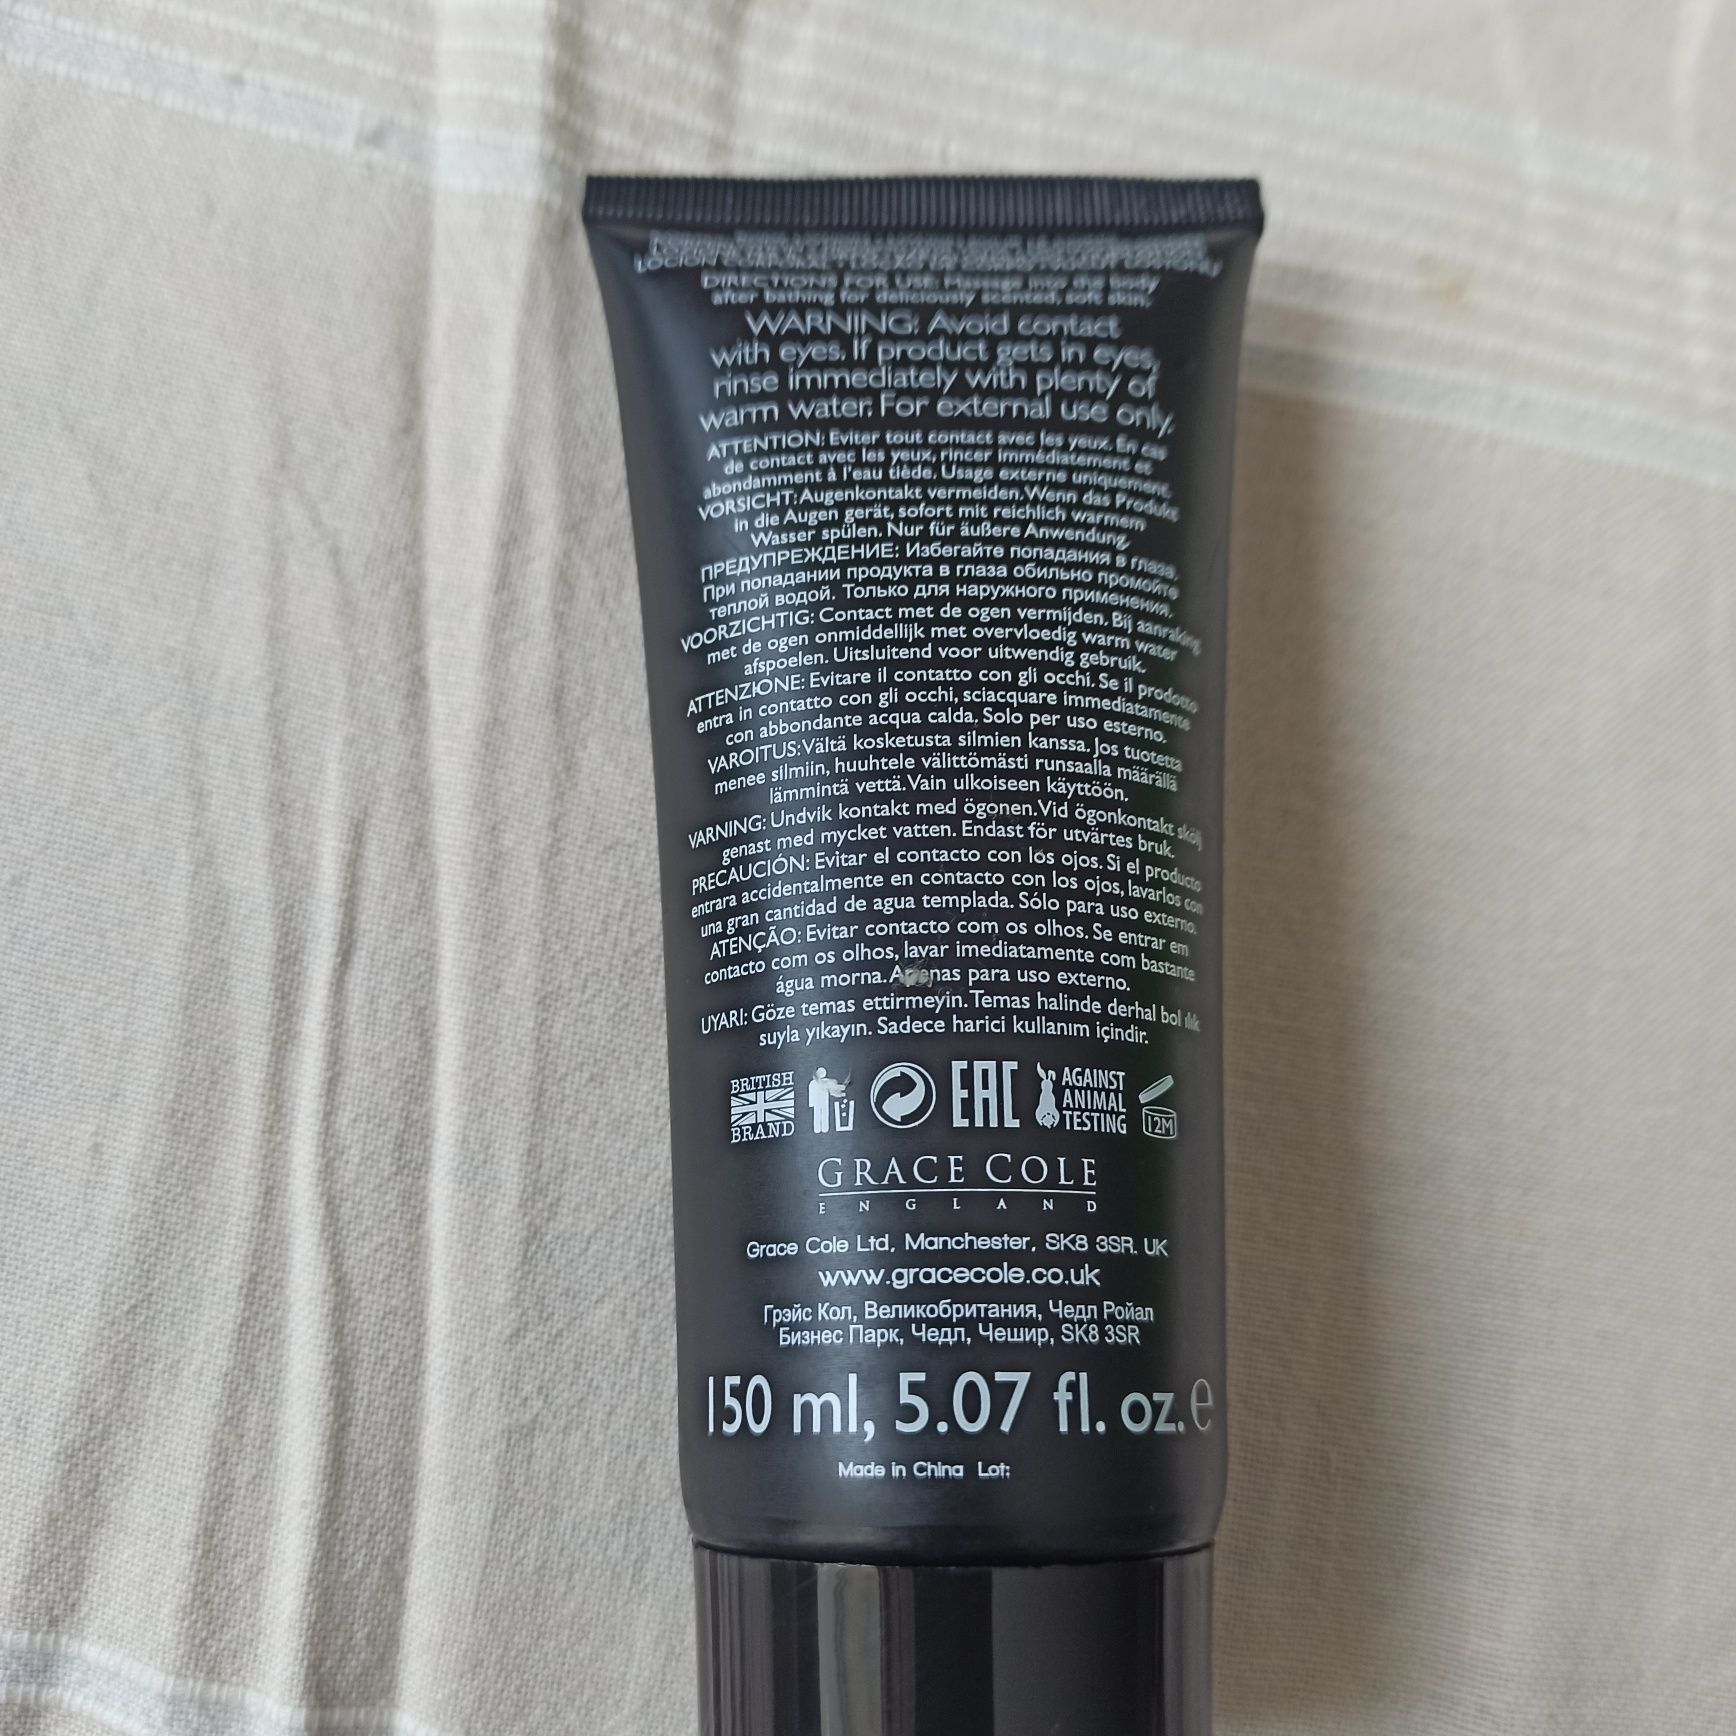 DIRECTIONS FOR USE: Massage into the body
after bathing for deliciously scented, soft skin.
WARNING: Avoid contact
with eyes. If product gets in eyes,
rinse immediately with plenty of
warm water. For external use only.
ATTENTION: Eviter tout contact avec les yeux. En cas
de contact avec les yeux, rincer immédiatement et
abondamment à l'eau tiède. Usage externe uniquement.
VORSICHT: Augenkontakt vermeiden. Wenn das Produkt
in die Augen gerät, sofort mit reichlich warmem
Wasser spülen. Nur für äußere Anwendung.
ПРЕДУПРЕЖДЕНИЕ: Избегайте попадания в глаза.
При попадании продукта в глаза обильно промойте
теплой водой. Только для наружного применения.
VOORZICHTIG: Contact met de ogen vermijden. Bij aanraking
met de ogen onmiddellijk met overvloedig warm water
afspoelen. Uitsluitend voor uitwendig gebruik.
ATTENZIONE: Evitare il contatto con gli occhi. Se il prodotto
entra in contatto con gli occhi, sciacquare immediatamente
con abbondante acqua calda. Solo per uso esterno.
VAROITUS: Vältä kosketusta silmien kanssa. Jos tuotetta
menee silmiin, huuhtele välittömästi runsaalla määrällä
lämmintä vettä. Vain ulkoiseen käyttöön.
VARNING: Undvik kontakt med ögonen. Vid ögonkontakt skölj
genast med mycket vatten. Endast för utvärtes bruk.
PRECAUCIÓN: Evitar el contacto con los ojos. Si el producto
entrara accidentalmente en contacto con los ojos, lavarlos con
una gran cantidad de agua templada. Sólo para uso externo.
ATENÇÃO: Evitar contacto com os olhos. Se entrar em
contacto com os olhos, lavar imediatamente com bastante
água morna. Apenas para uso externo.
UYARI: Göze temas ettirmeyin. Temas halinde derhal bol ılık
suyla yıkayın. Sadece harici kullanım içindir.
BRITISH
BRAND
EAC
AGAINST
ANIMAL
TESTING
12M
GRACE COLE
ENGLAND
Grace Cole Ltd, Manchester, SK8 3SR. UK
www.gracecole.co.uk
Грэйс Кол, Великобритания, Чедл Ройал
Бизнес Парк, Чедл, Чешир, SK8 3SR
150 ml, 5.07 fl. oz. e
Made in China Lot: